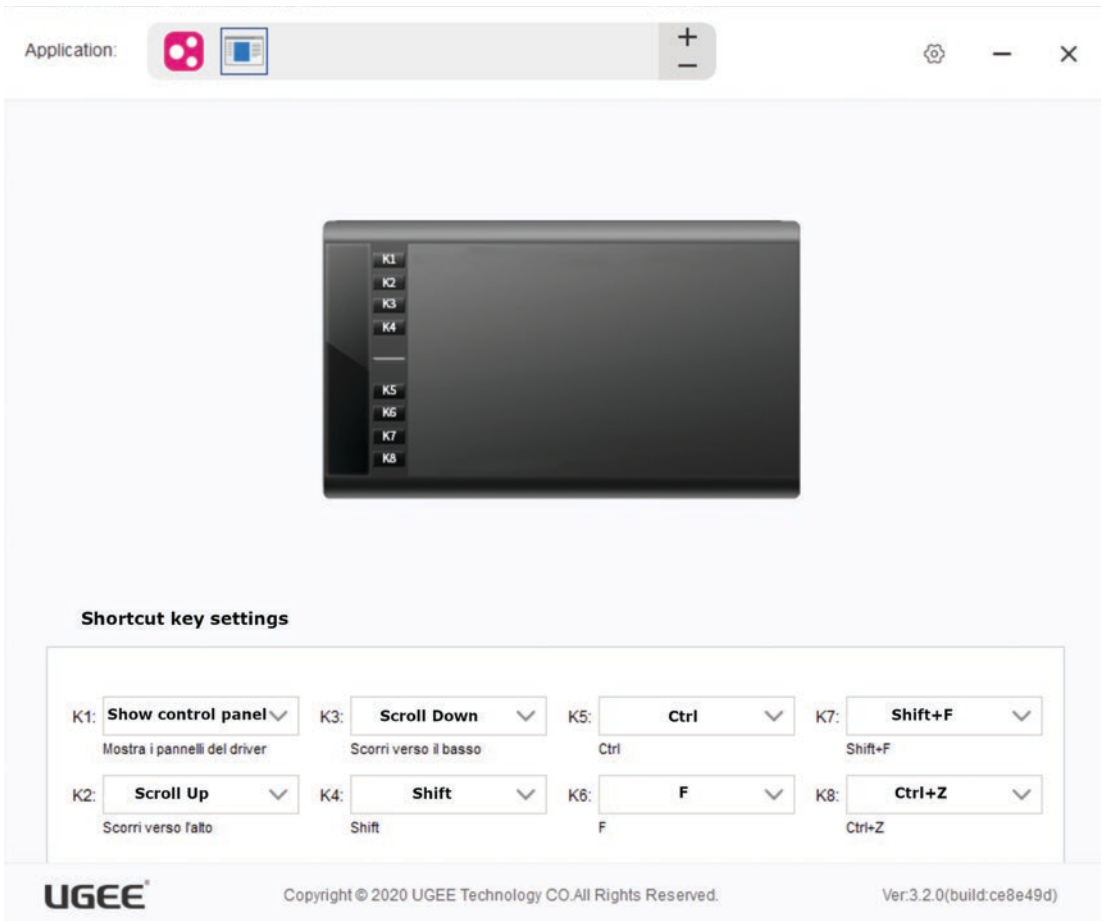 Application:
+
−
K1
K2
K3
K4
K5
K6
K7
K8
Shortcut key settings
K1: Show control panel K3: Scroll Down K5: Ctrl K7: Shift+F
Mostra i pannelli del driver Scorri verso il basso Ctrl Shift+F
K2: Scroll Up K4: Shift K6: F K8: Ctrl+Z
Scorri verso l'alto Shift F Ctrl+Z
UGEE® Copyright © 2020 UGEE Technology CO.All Rights Reserved. Ver:3.2.0(build:ce8e49d)